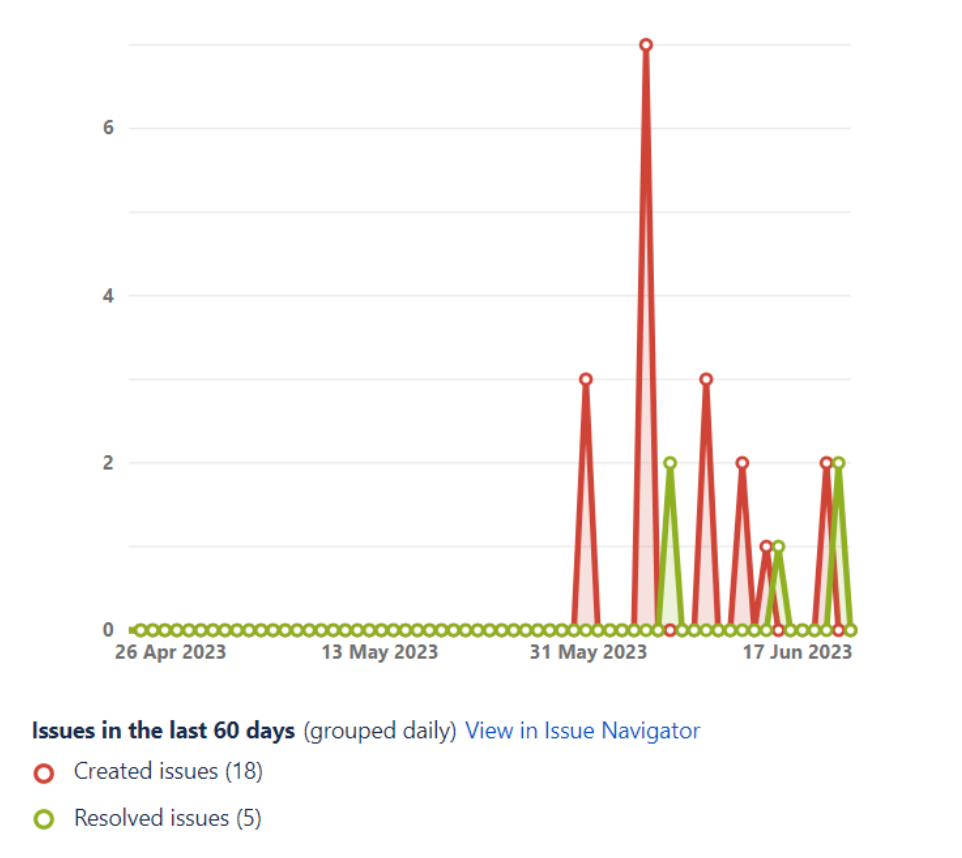 6
4
2
0
26 Apr 2023 13 May 2023 31 May 2023 17 Jun 2023
Issues in the last 60 days (grouped daily) View in Issue Navigator
Created issues (18)
Resolved issues (5)